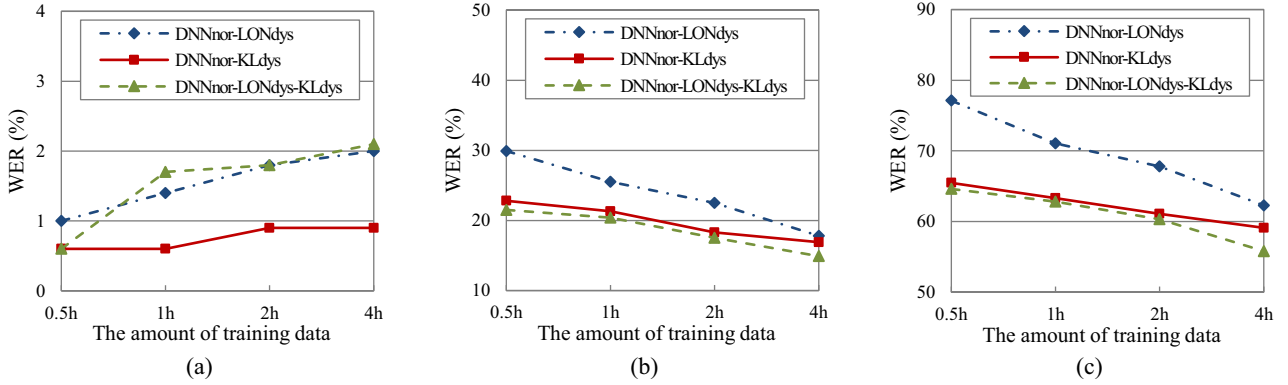 4
3
2
1
0
WER (%)
DNNnor-LONdys
DNNnor-KLdys
DNNnor-LONdys-KLdys
0.5h 1h 2h 4h
The amount of training data
(a)
50
40
30
20
10
WER (%)
DNNnor-LONdys
DNNnor-KLdys
DNNnor-LONdys-KLdys
0.5h 1h 2h 4h
The amount of training data
(b)
90
80
70
60
50
WER (%)
DNNnor-LONdys
DNNnor-KLdys
DNNnor-LONdys-KLdys
0.5h 1h 2h 4h
The amount of training data
(c)